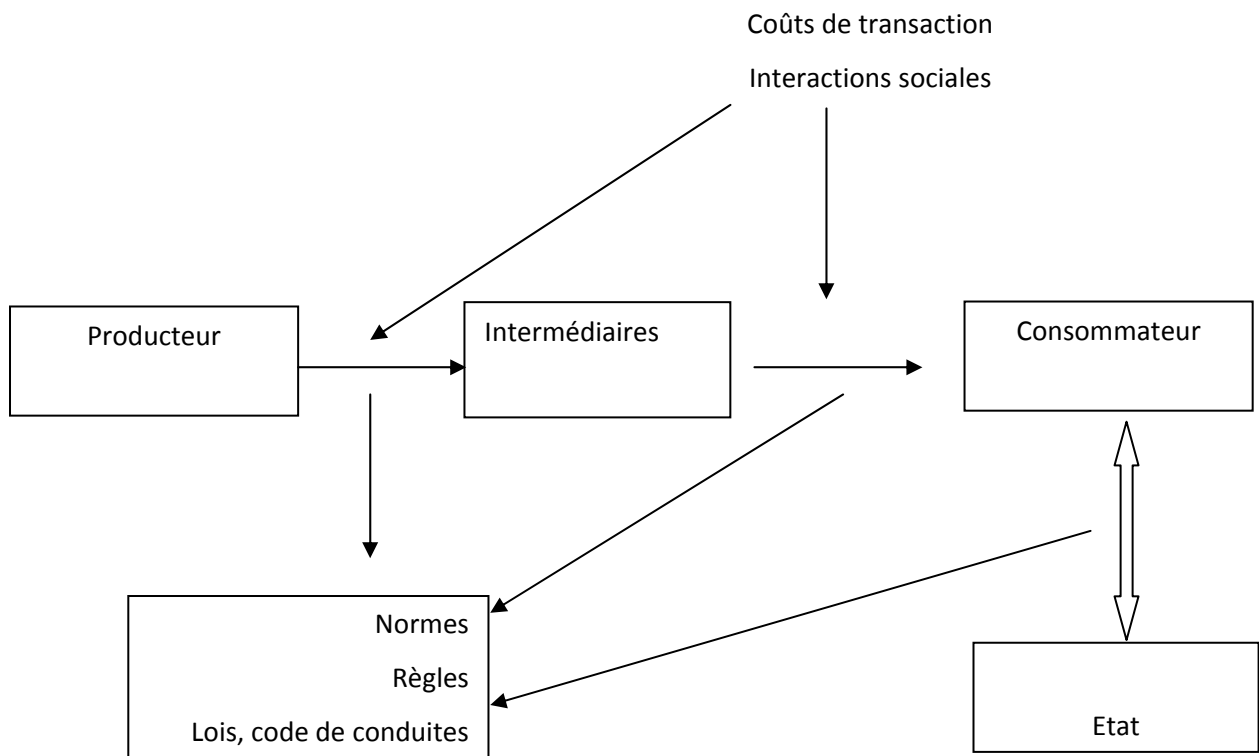 Coûts de transaction
Interactions sociales
Producteur
Intermédiaires
Consommateur
Normes
Règles
Lois, code de conduites
Etat